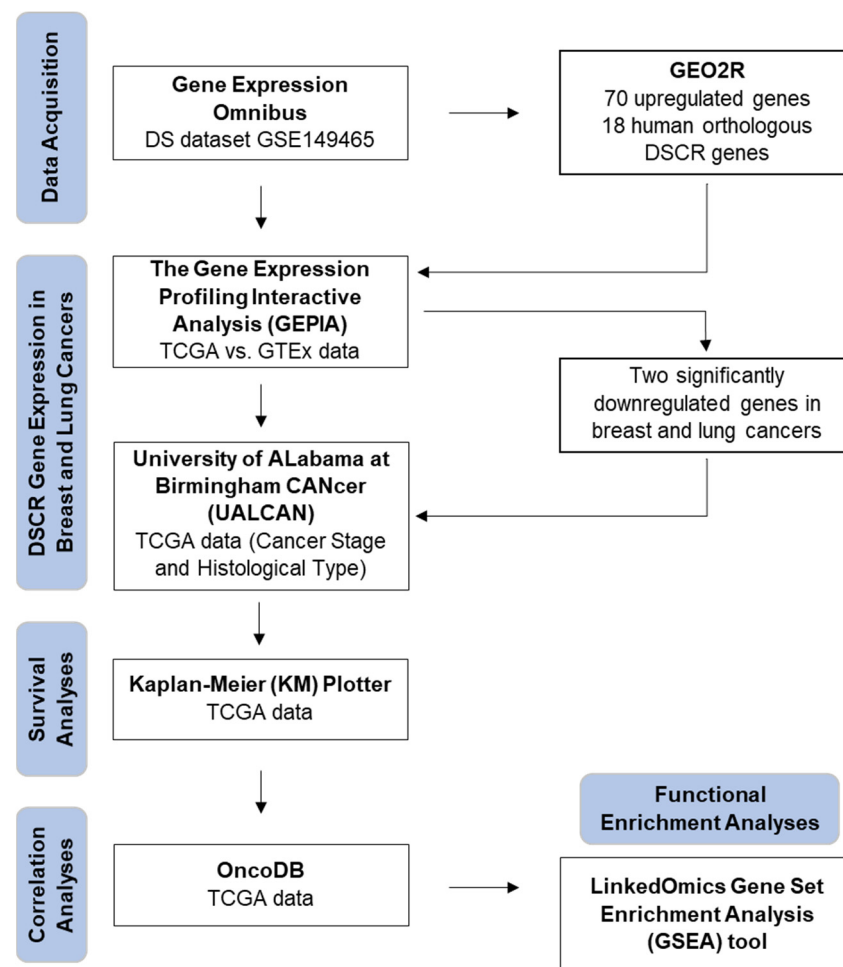 Data Acquisition
Gene Expression
Omnibus
DS dataset GSE149465
GEO2R
70 upregulated genes
18 human orthologous
DSCR genes
DSCR Gene Expression in
Breast and Lung Cancers
The Gene Expression
Profiling Interactive
Analysis (GEPIA)
TCGA vs. GTEx data
Two significantly
downregulated genes in
breast and lung cancers
University of ALabama at
Birmingham CANcer
(UALCAN)
TCGA data (Cancer Stage
and Histological Type)
Survival
Analyses
Kaplan-Meier (KM) Plotter
TCGA data
Correlation
Analyses
OncoDB
TCGA data
Functional
Enrichment Analyses
LinkedOmics Gene Set
Enrichment Analysis
(GSEA) tool